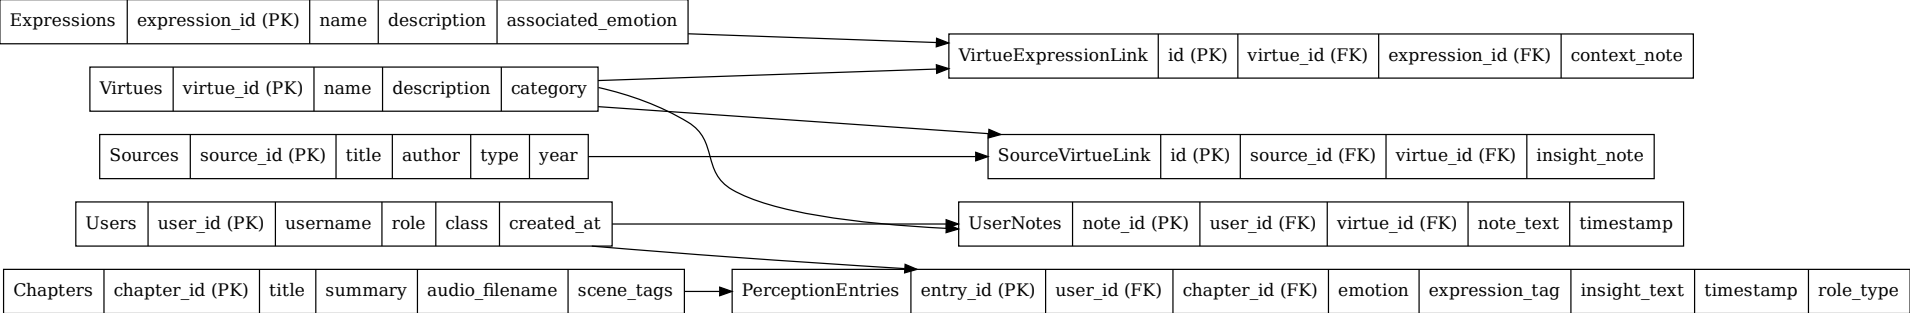 Expressions expression_id (PK) name description associated_emotion
VirtueExpressionLink id (PK) virtue_id (FK) expression_id (FK) context_note
Virtues virtue_id (PK) name description category
Sources source_id (PK) title author type year
SourceVirtueLink id (PK) source_id (FK) virtue_id (FK) insight_note
Users user_id (PK) username role class created_at
UserNotes note_id (PK) user_id (FK) virtue_id (FK) note_text timestamp
Chapters chapter_id (PK) title summary audio_filename scene_tags
PerceptionEntries entry_id (PK) user_id (FK) chapter_id (FK) emotion expression_tag insight_text timestamp role_type